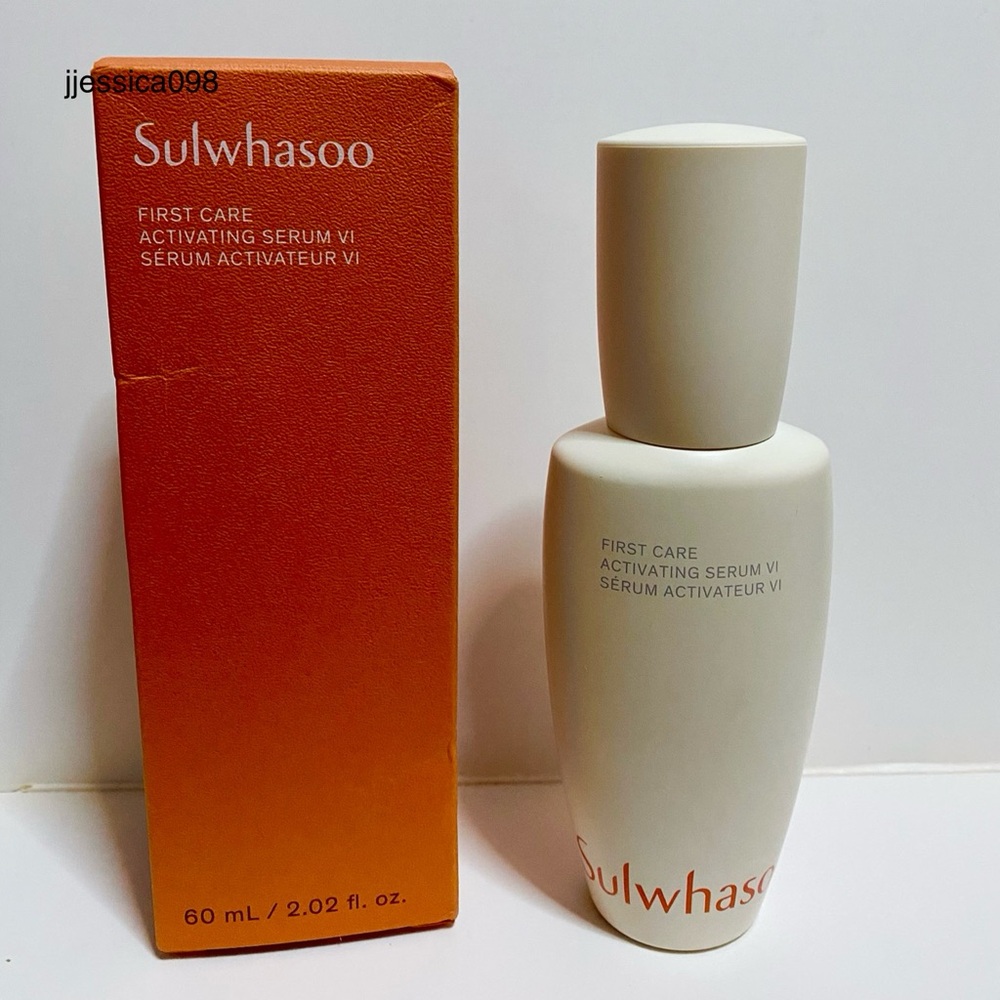 jjessica098
Sulwhasoo
FIRST CARE
ACTIVATING SERUM VI
SÉRUM ACTIVATEUR VI
60 mL / 2.02 fl. oz.
FIRST CARE
ACTIVATING SERUM VI
SÉRUM ACTIVATEUR VI
Sulwhaso